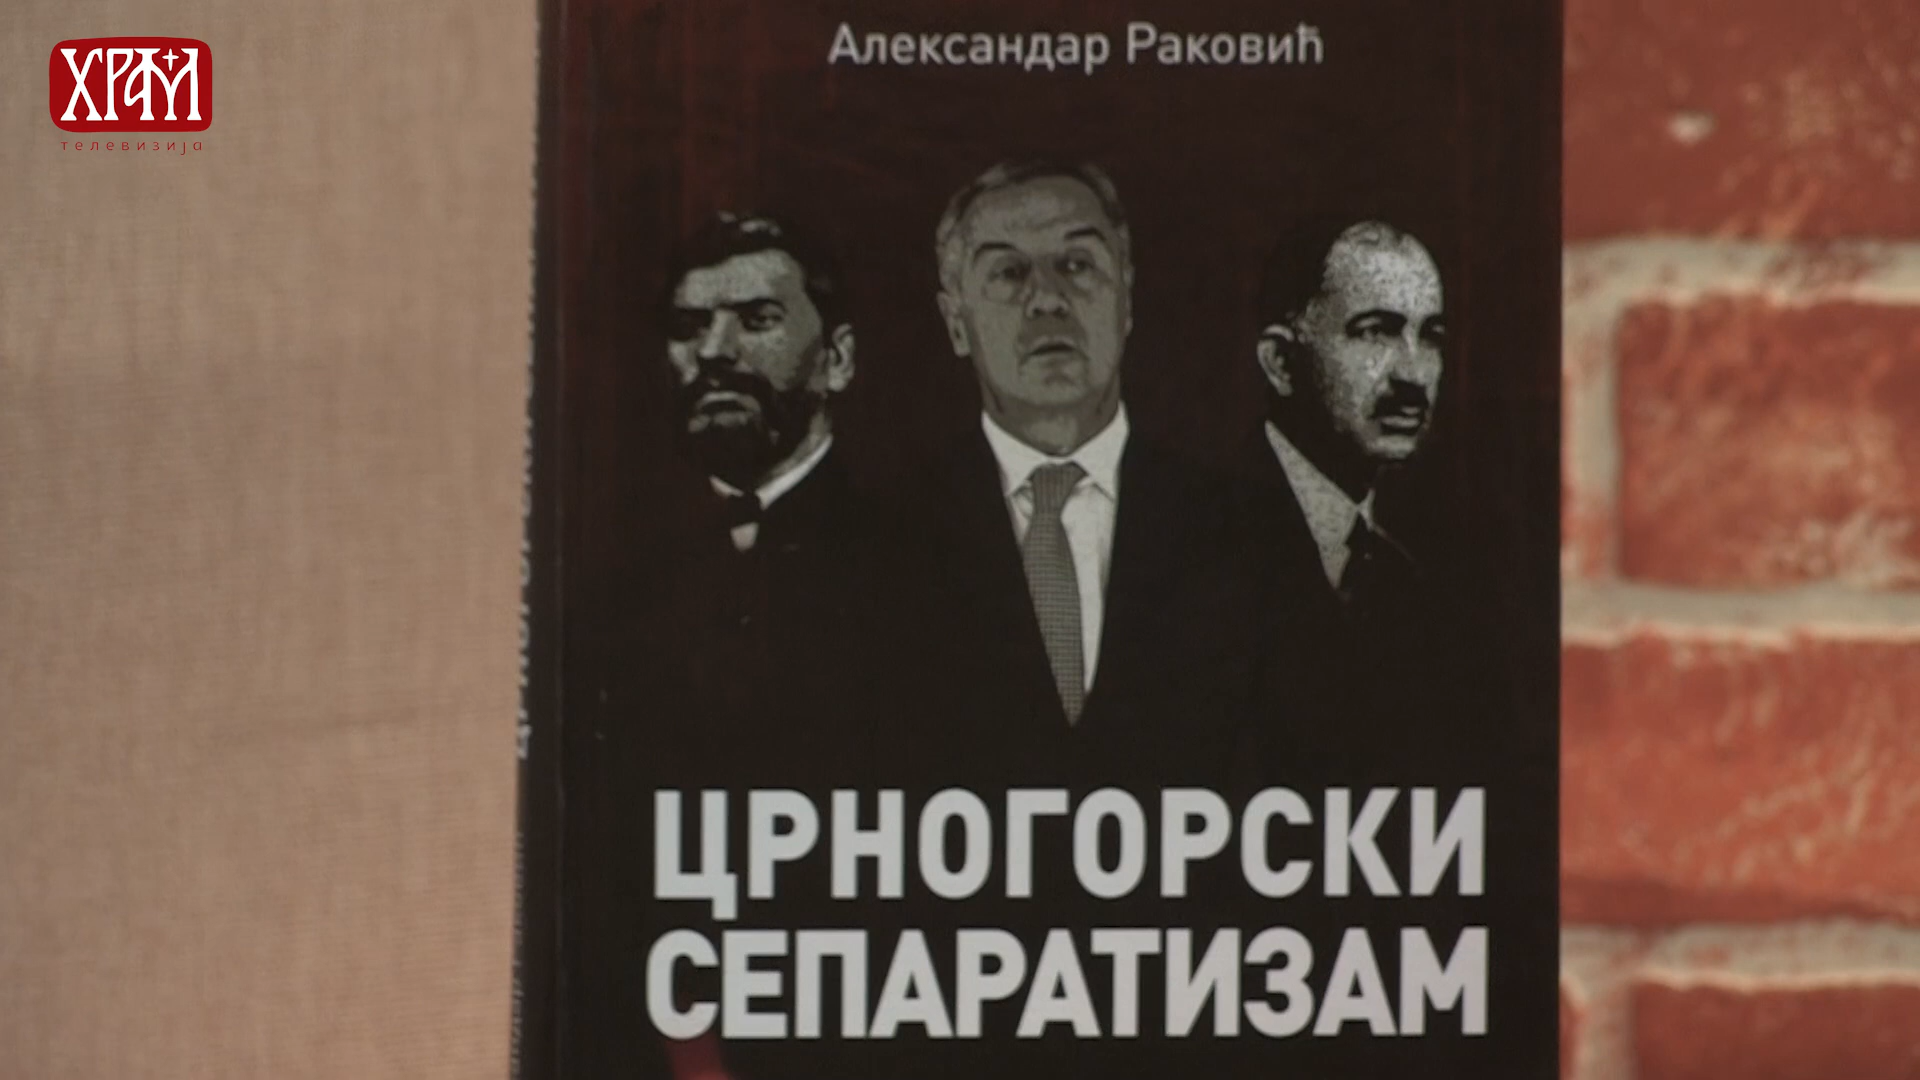 ХРАМ
телевизија
Александар Раковић
ЦРНОГОРСКИ
СЕПАРАТИЗАМ